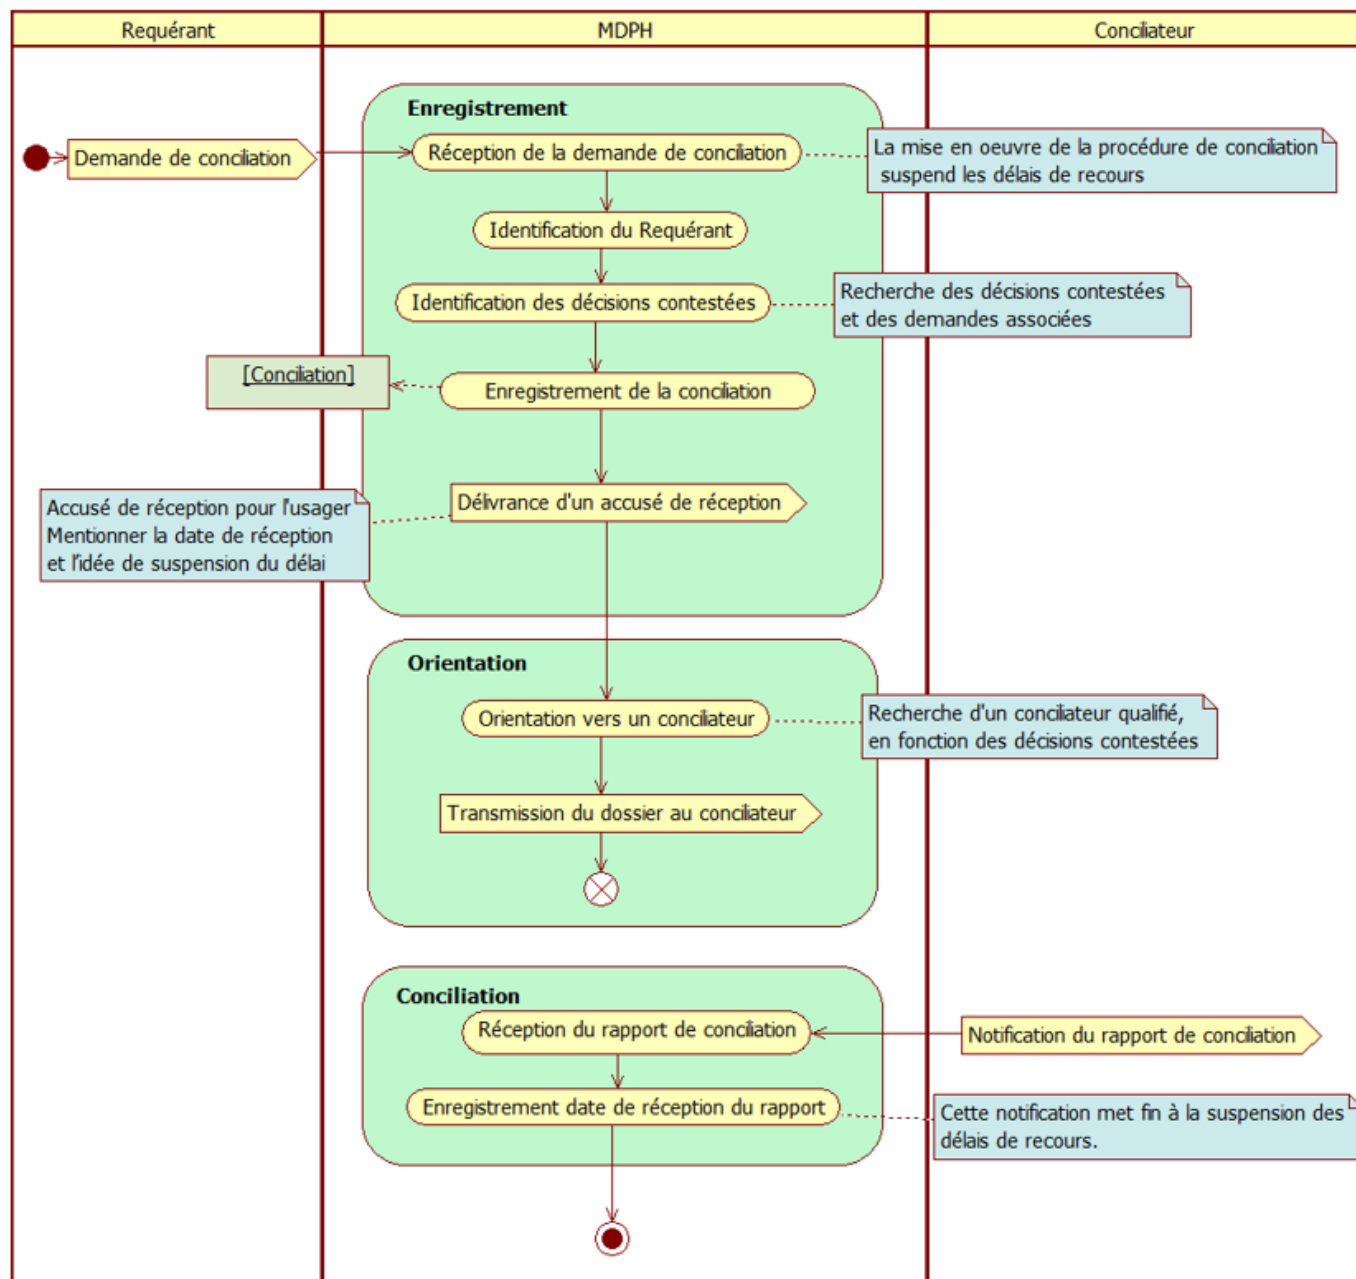 Requérant
MDPH
Conciliateur
Enregistrement
Demande de conciliation
Réception de la demande de conciliation
La mise en oeuvre de la procédure de conciliation
suspend les délais de recours
Identification du Requérant
Identification des décisions contestées
Recherche des décisions contestées
et des demandes associées
[Conciliation]
Enregistrement de la conciliation
Accusé de réception pour l'usager
Mentionner la date de réception
et l'idée de suspension du délai
Délivrance d'un accusé de réception
Orientation
Orientation vers un conciliateur
Recherche d'un conciliateur qualifié,
en fonction des décisions contestées
Transmission du dossier au conciliateur
Conciliation
Réception du rapport de conciliation
Notification du rapport de conciliation
Enregistrement date de réception du rapport
Cette notification met fin à la suspension des
délais de recours.